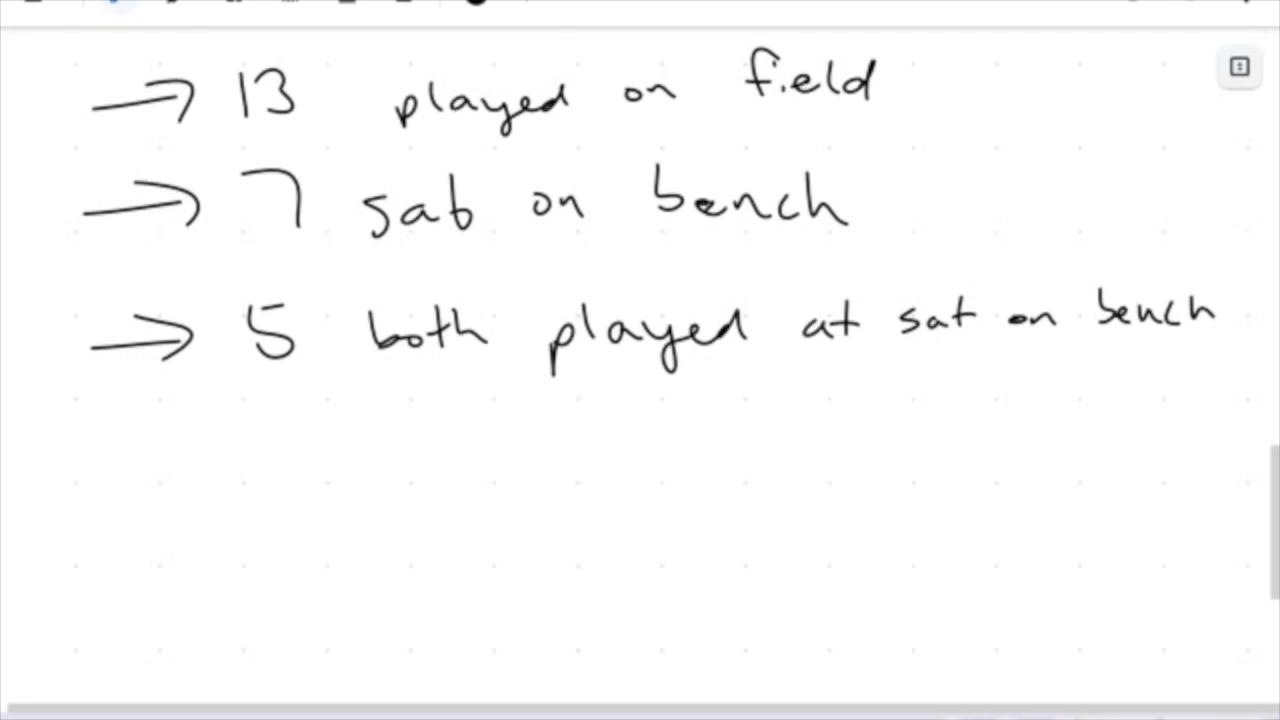 → 13 played on field
→ 7 sat on bench
→ 5 both played at sat on bench